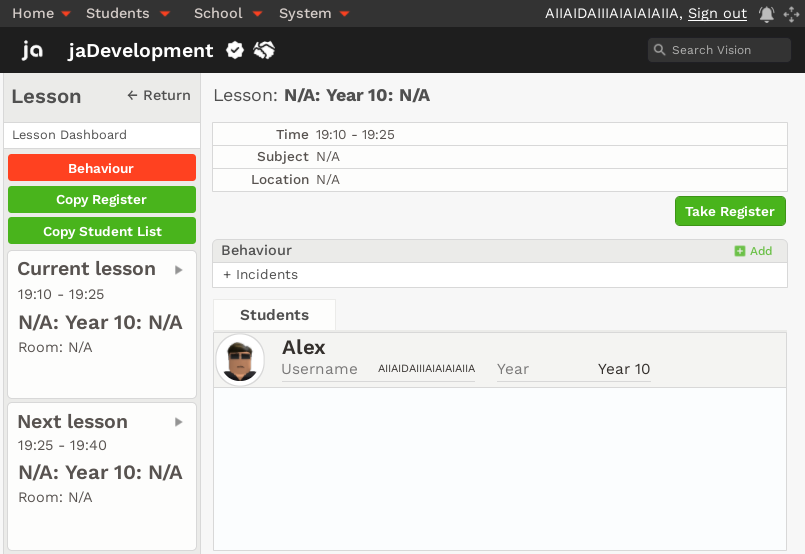 Home Students School System AIIAIDAIIIAIAIAIAIIA, Sign out
ja jaDevelopment Search Vision
Lesson ← Return
Lesson Dashboard
Behaviour
Copy Register
Copy Student List
Current lesson
19:10 - 19:25
N/A: Year 10: N/A
Room: N/A
Next lesson
19:25 - 19:40
N/A: Year 10: N/A
Room: N/A
Lesson: N/A: Year 10: N/A
Time 19:10 - 19:25
Subject N/A
Location N/A
Take Register
Behaviour Add
+ Incidents
Students
Alex
Username AIIAIDAIIIAIAIAIAIIA Year Year 10